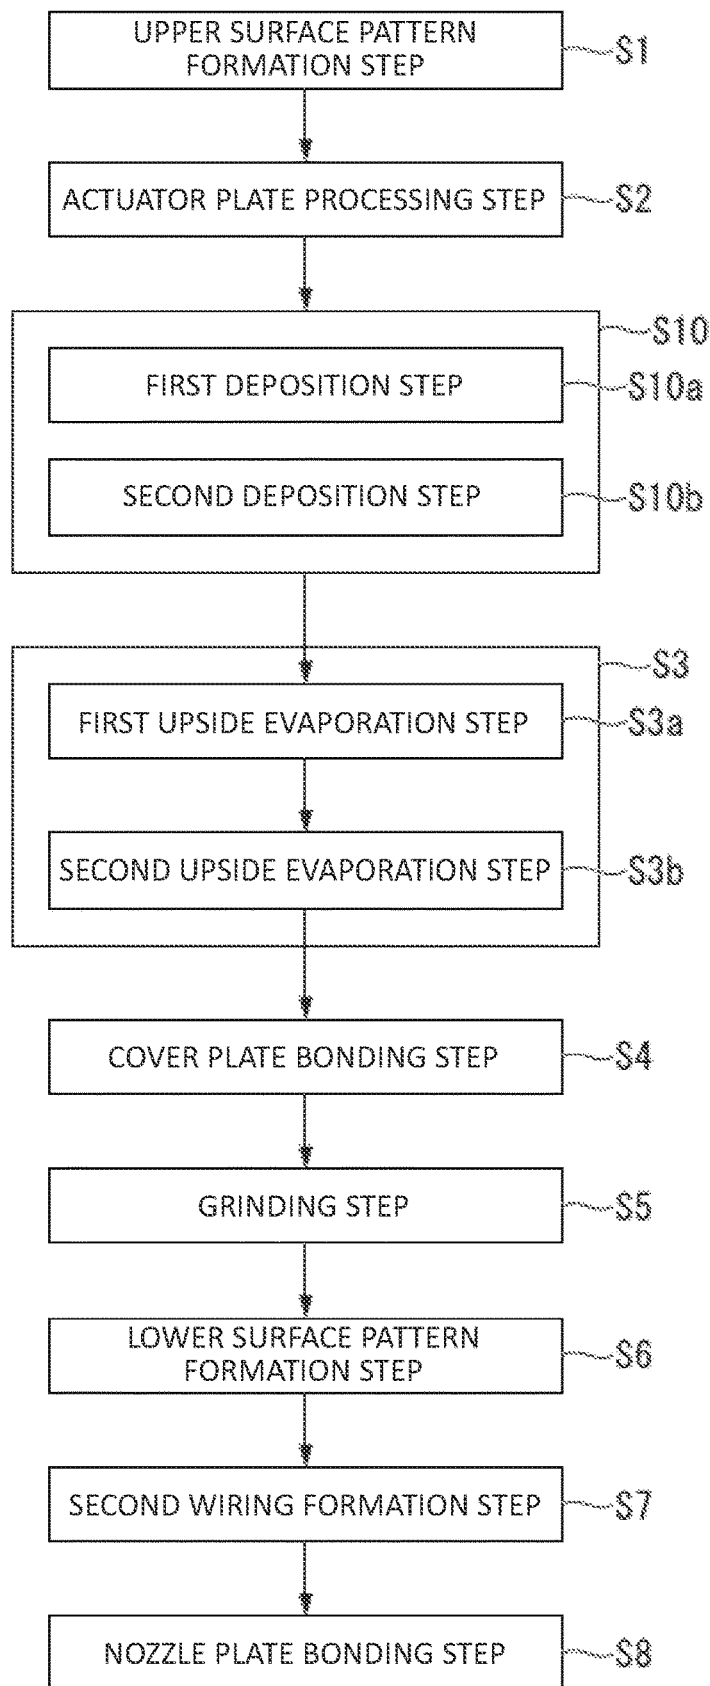 UPPER SURFACE PATTERN
FORMATION STEP
S1
ACTUATOR PLATE PROCESSING STEP
S2
S10
FIRST DEPOSITION STEP
S10a
SECOND DEPOSITION STEP
S10b
S3
FIRST UPSIDE EVAPORATION STEP
S3a
SECOND UPSIDE EVAPORATION STEP
S3b
COVER PLATE BONDING STEP
S4
GRINDING STEP
S5
LOWER SURFACE PATTERN
FORMATION STEP
S6
SECOND WIRING FORMATION STEP
S7
NOZZLE PLATE BONDING STEP
S8